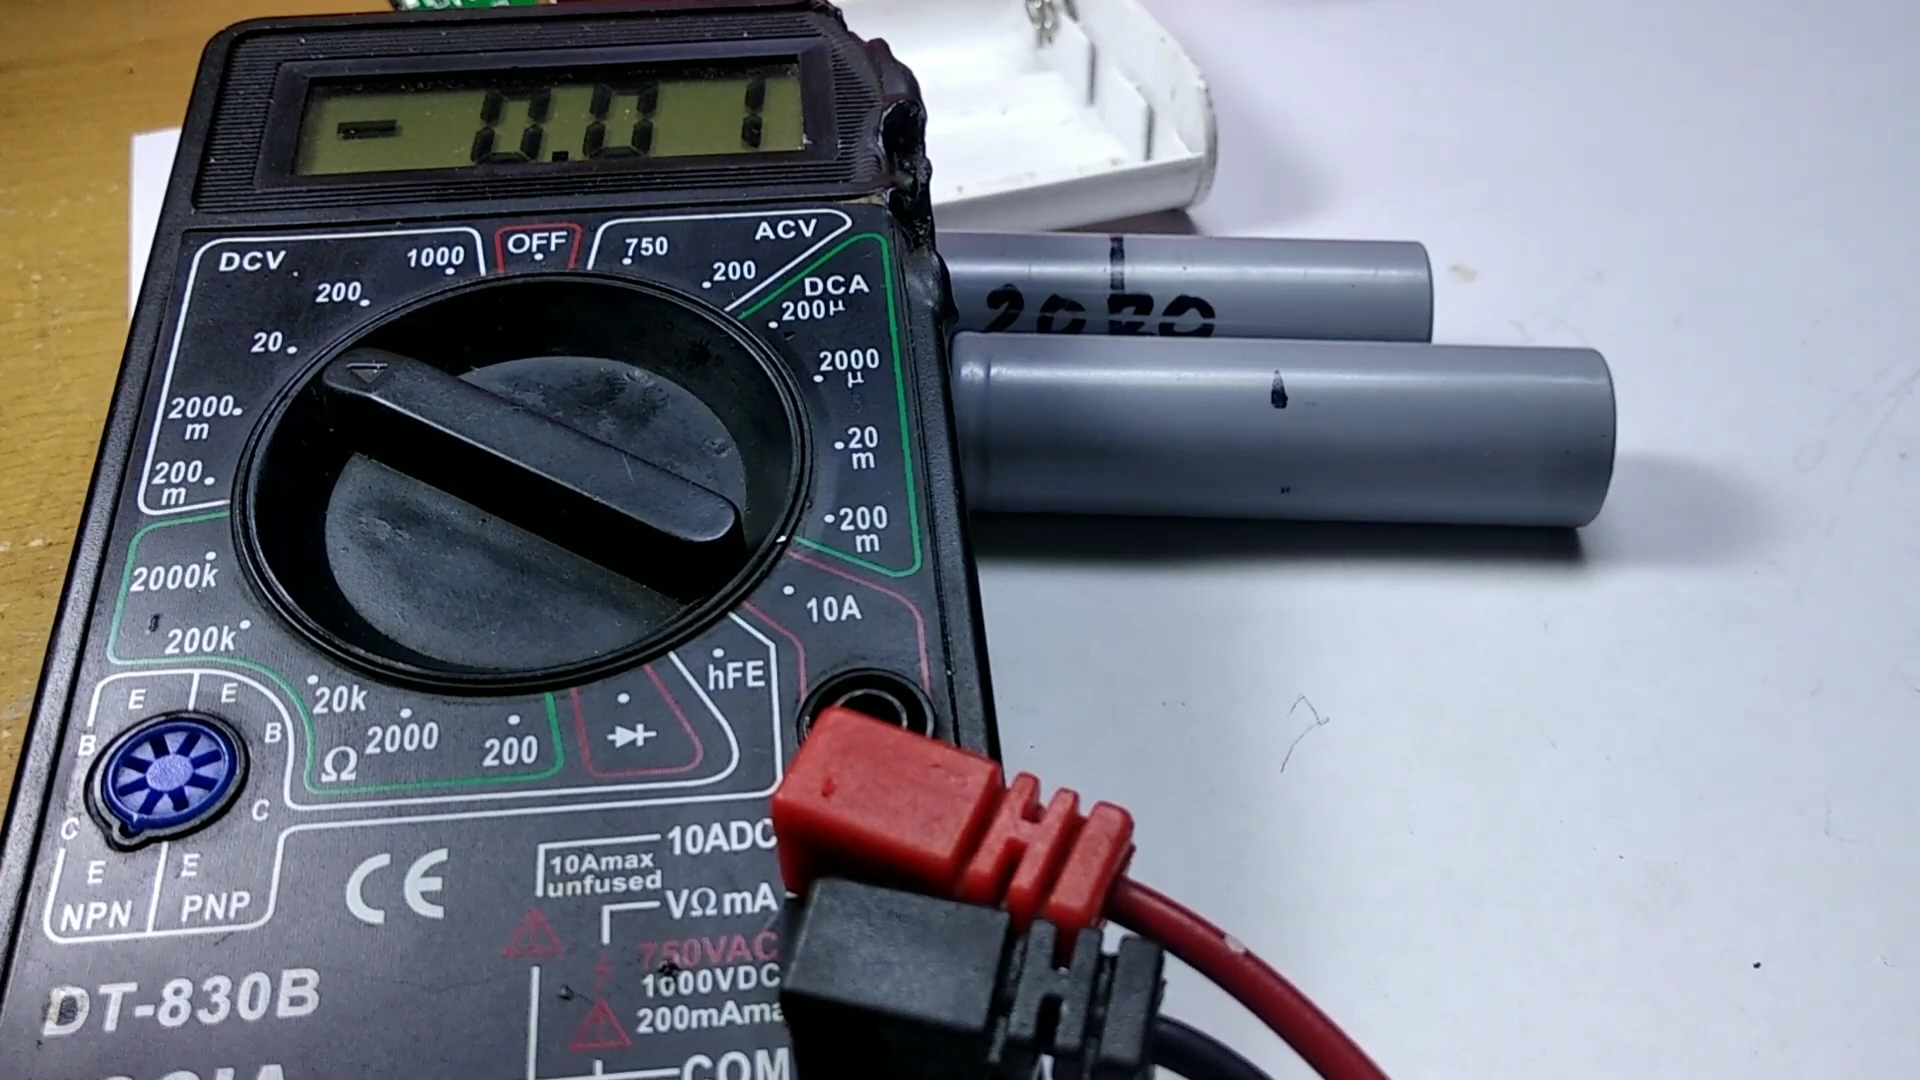 - 0.01
DCV
1000
OFF
750
ACV
200
20
2000
m
200
m
200
DCA
200µ
2000
µ
20
m
200
m
10A
2000k
200k
20k
Ω
2000
200
hFE
E
E
B
B
C
C
E
E
NPN
PNP
CE
10ADC
10Amax
unfused
VΩmA
750VAC
1000VDC
200mAma
COM
DT-830B